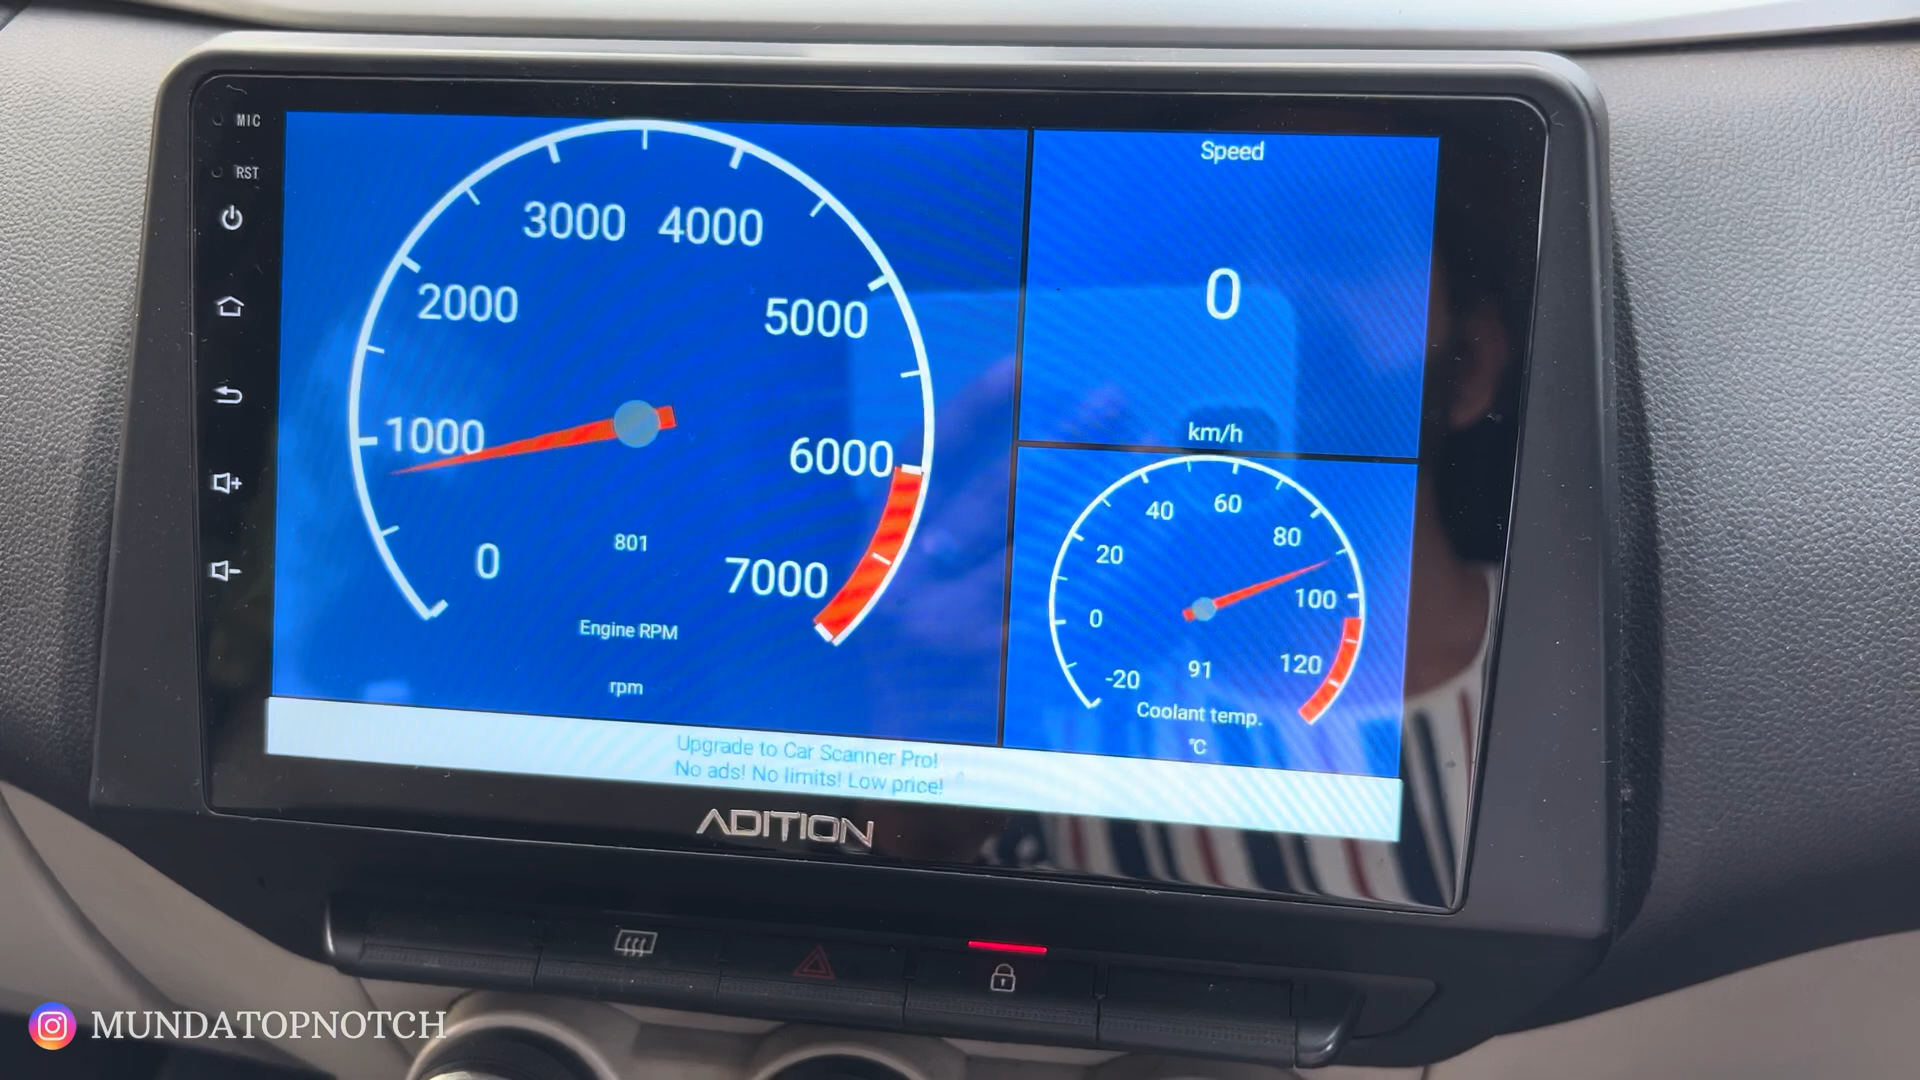 MIC
RST
0
1000
2000
3000
4000
5000
6000
7000
801
Engine RPM
rpm
Speed
0
km/h
-20
0
20
40
60
80
100
120
91
Coolant temp.
°C
Upgrade to Car Scanner Pro!
No ads! No limits! Low price!
ADITION
MUNDATOPNOTCH